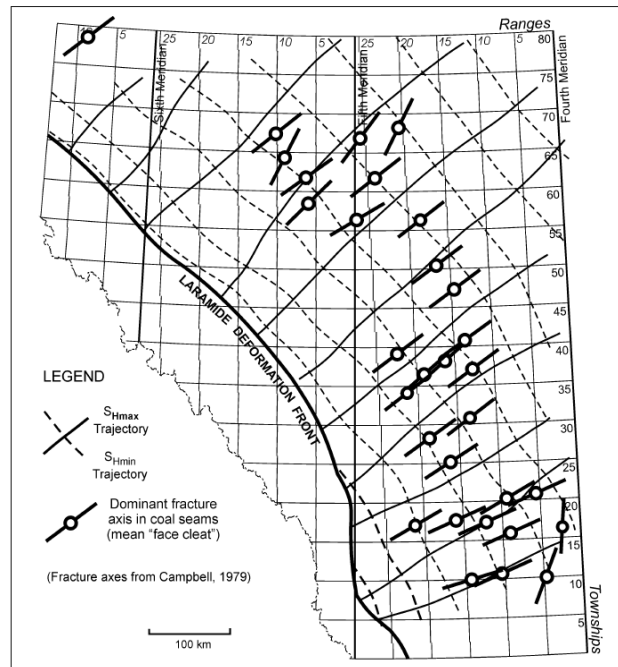 Ranges
5
25
20
15
10
5
25
20
15
10
5
80
Sixth Meridian
Meridian
Fourth Meridian
75
70
65
60
55
50
45
40
35
30
25
20
15
10
5
Townships
LARAMIDE DEFORMATION FRONT
LEGEND
SHmax
Trajectory
SHmin
Trajectory
Dominant fracture
axis in coal seams
(mean "face cleat")
(Fracture axes from Campbell, 1979)
100 km